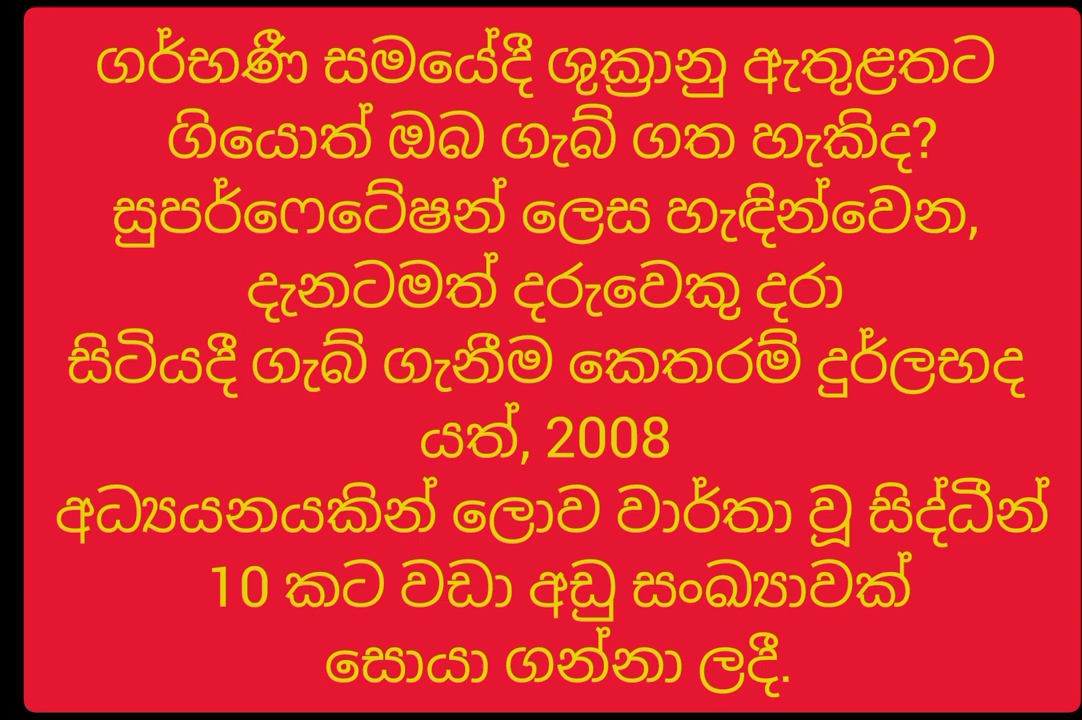 ගර්භණී සමයේදී ශුක්‍රානු ඇතුළතට
ගියොත් ඔබ ගැබ් ගත හැකිද?
සුපර්ෆෙටේෂන් ලෙස හැඳින්වෙන,
දැනටමත් දරුවෙකු දරා
සිටියදී ගැබ් ගැනීම කෙතරම් දුර්ලභද
යත්, 2008
අධ්‍යයනයකින් ලොව වාර්තා වූ සිද්ධීන්
10 කට වඩා අඩු සංඛ්‍යාවක්
සොයා ගන්නා ලදී.